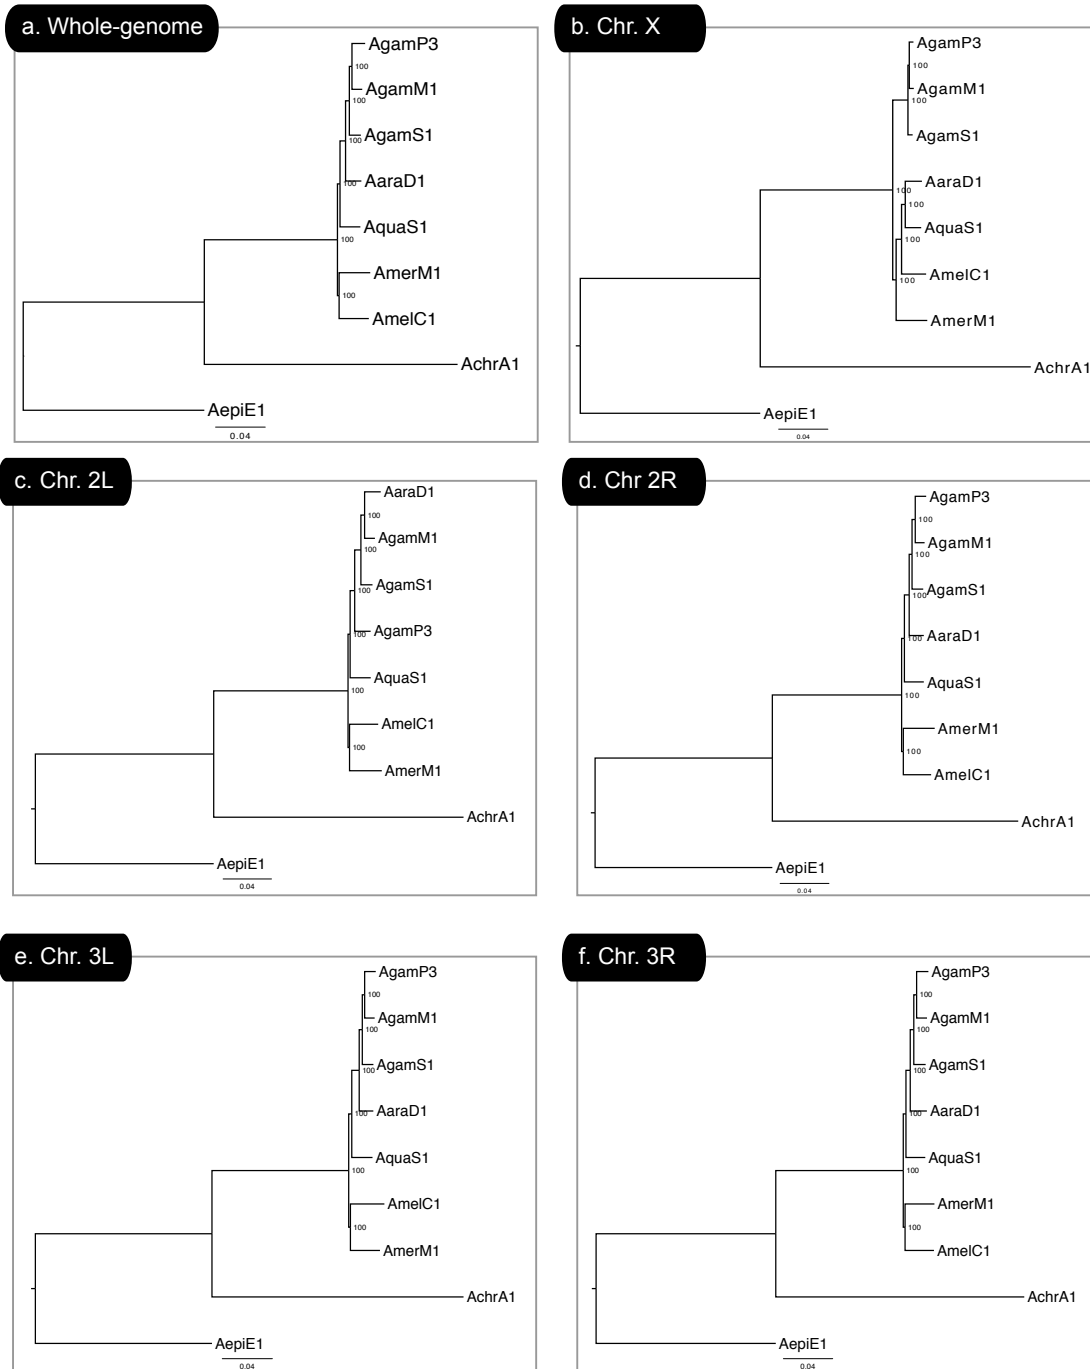 a. Whole-genome
AgamP3
100
AgamM1
100
AgamS1
100
AaraD1
100
AquaS1
100
AmerM1
100
AmelC1
AchrA1
AepiE1
0.04
b. Chr. X
AgamP3
100
AgamM1
100
AgamS1
AaraD1
100
100
AquaS1
100
AmelC1
100
AmerM1
AchrA1
AepiE1
0.04
c. Chr. 2L
AaraD1
100
AgamM1
100
AgamS1
100
AgamP3
100
AquaS1
100
AmelC1
100
AmerM1
AchrA1
AepiE1
0.04
d. Chr 2R
AgamP3
100
AgamM1
100
AgamS1
100
AaraD1
100
AquaS1
100
AmerM1
100
AmelC1
AchrA1
AepiE1
0.04
e. Chr. 3L
AgamP3
100
AgamM1
100
AgamS1
100
AaraD1
100
AquaS1
100
AmelC1
100
AmerM1
AchrA1
AepiE1
0.04
f. Chr. 3R
AgamP3
100
AgamM1
100
AgamS1
100
AaraD1
100
AquaS1
100
AmerM1
100
AmelC1
AchrA1
AepiE1
0.04